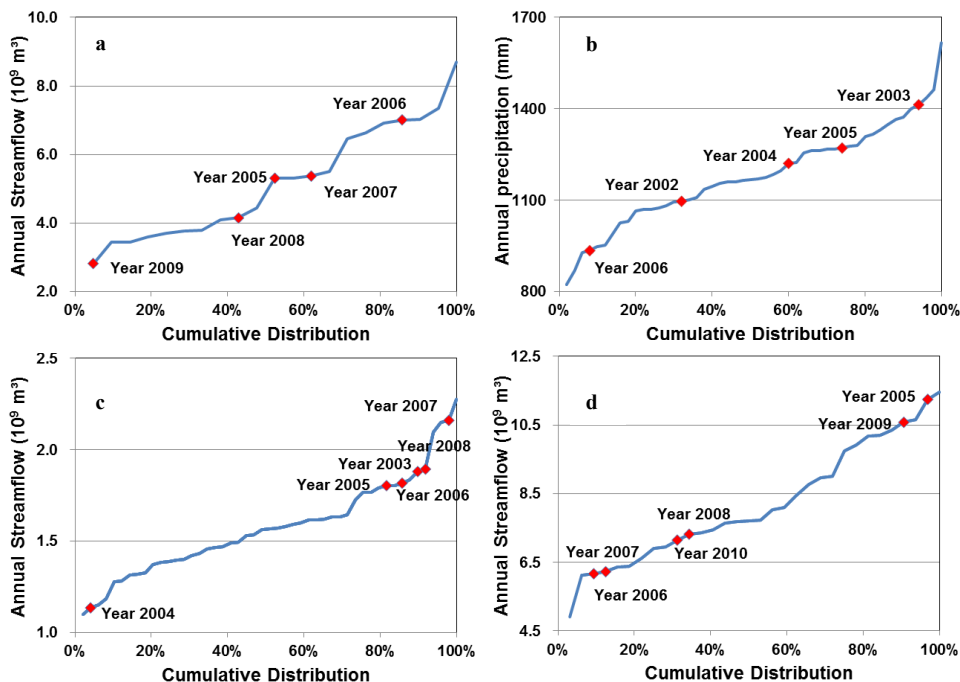 a
Annual Streamflow (10⁹ m³)
10.0
8.0
6.0
4.0
2.0
Year 2006
Year 2005
Year 2007
Year 2008
Year 2009
0% 20% 40% 60% 80% 100%
Cumulative Distribution
b
Annual precipitation (mm)
1700
1400
1100
800
Year 2003
Year 2005
Year 2004
Year 2002
Year 2006
0% 20% 40% 60% 80% 100%
Cumulative Distribution
c
Annual Streamflow (10⁹ m³)
2.5
2.0
1.5
1.0
Year 2007
Year 2008
Year 2003
Year 2005
Year 2006
Year 2004
0% 20% 40% 60% 80% 100%
Cumulative Distribution
d
Annual Streamflow (10⁹ m³)
12.5
10.5
8.5
6.5
4.5
Year 2005
Year 2009
Year 2008
Year 2010
Year 2007
Year 2006
0% 20% 40% 60% 80% 100%
Cumulative Distribution